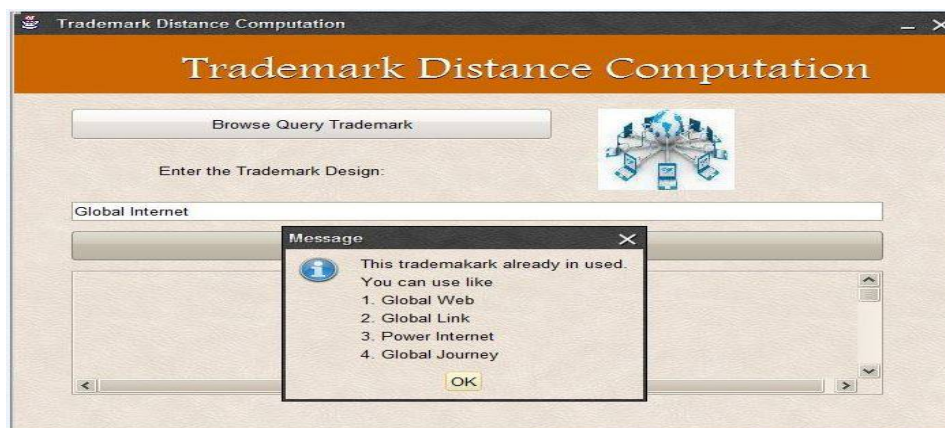 Trademark Distance Computation
Trademark Distance Computation
Browse Query Trademark
Enter the Trademark Design:
Global Internet
Message
This trademakark already in used.
You can use like
1. Global Web
2. Global Link
3. Power Internet
4. Global Journey
OK